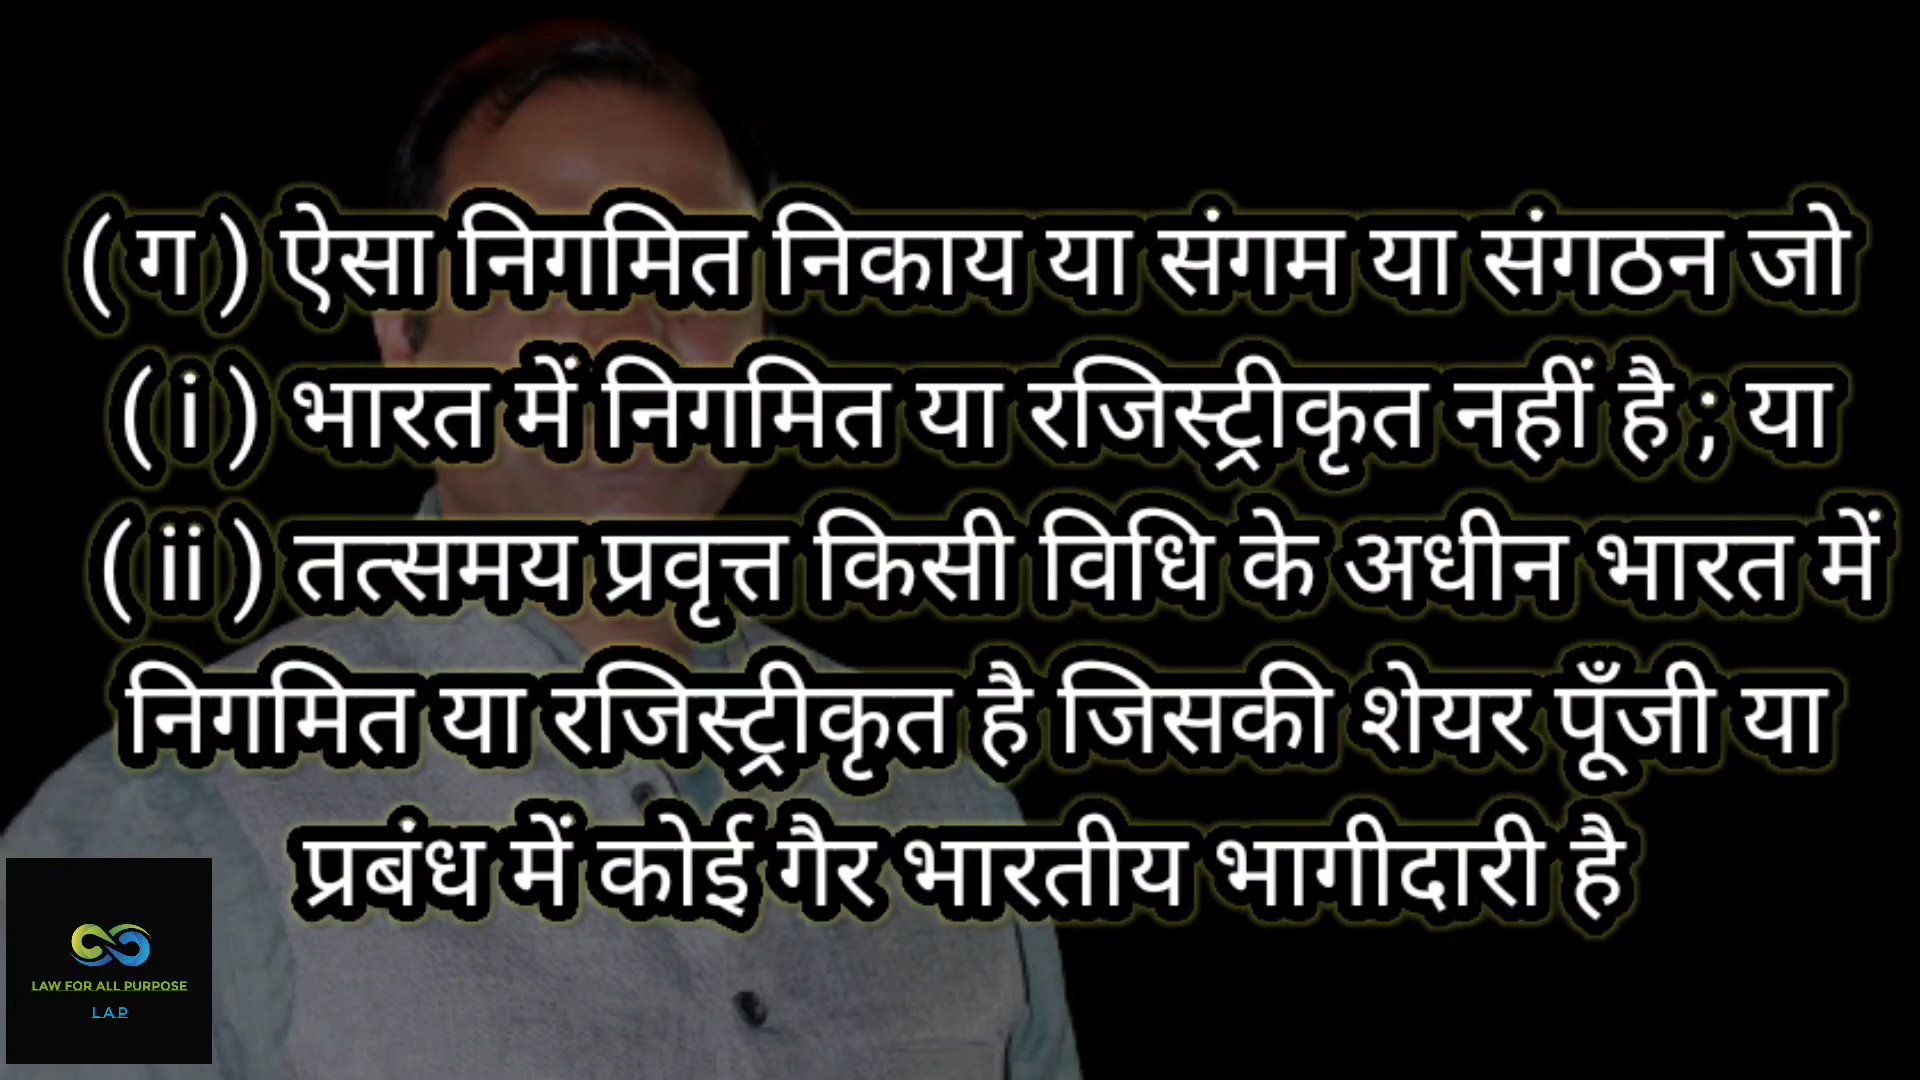 ( ग ) ऐसा निगमित निकाय या संगम या संगठन जो
( i ) भारत में निगमित या रजिस्ट्रीकृत नहीं है ; या
( ii ) तत्समय प्रवृत्त किसी विधि के अधीन भारत में
निगमित या रजिस्ट्रीकृत है जिसकी शेयर पूँजी या
प्रबंध में कोई गैर भारतीय भागीदारी है
LAW FOR ALL PURPOSE
L.A.P